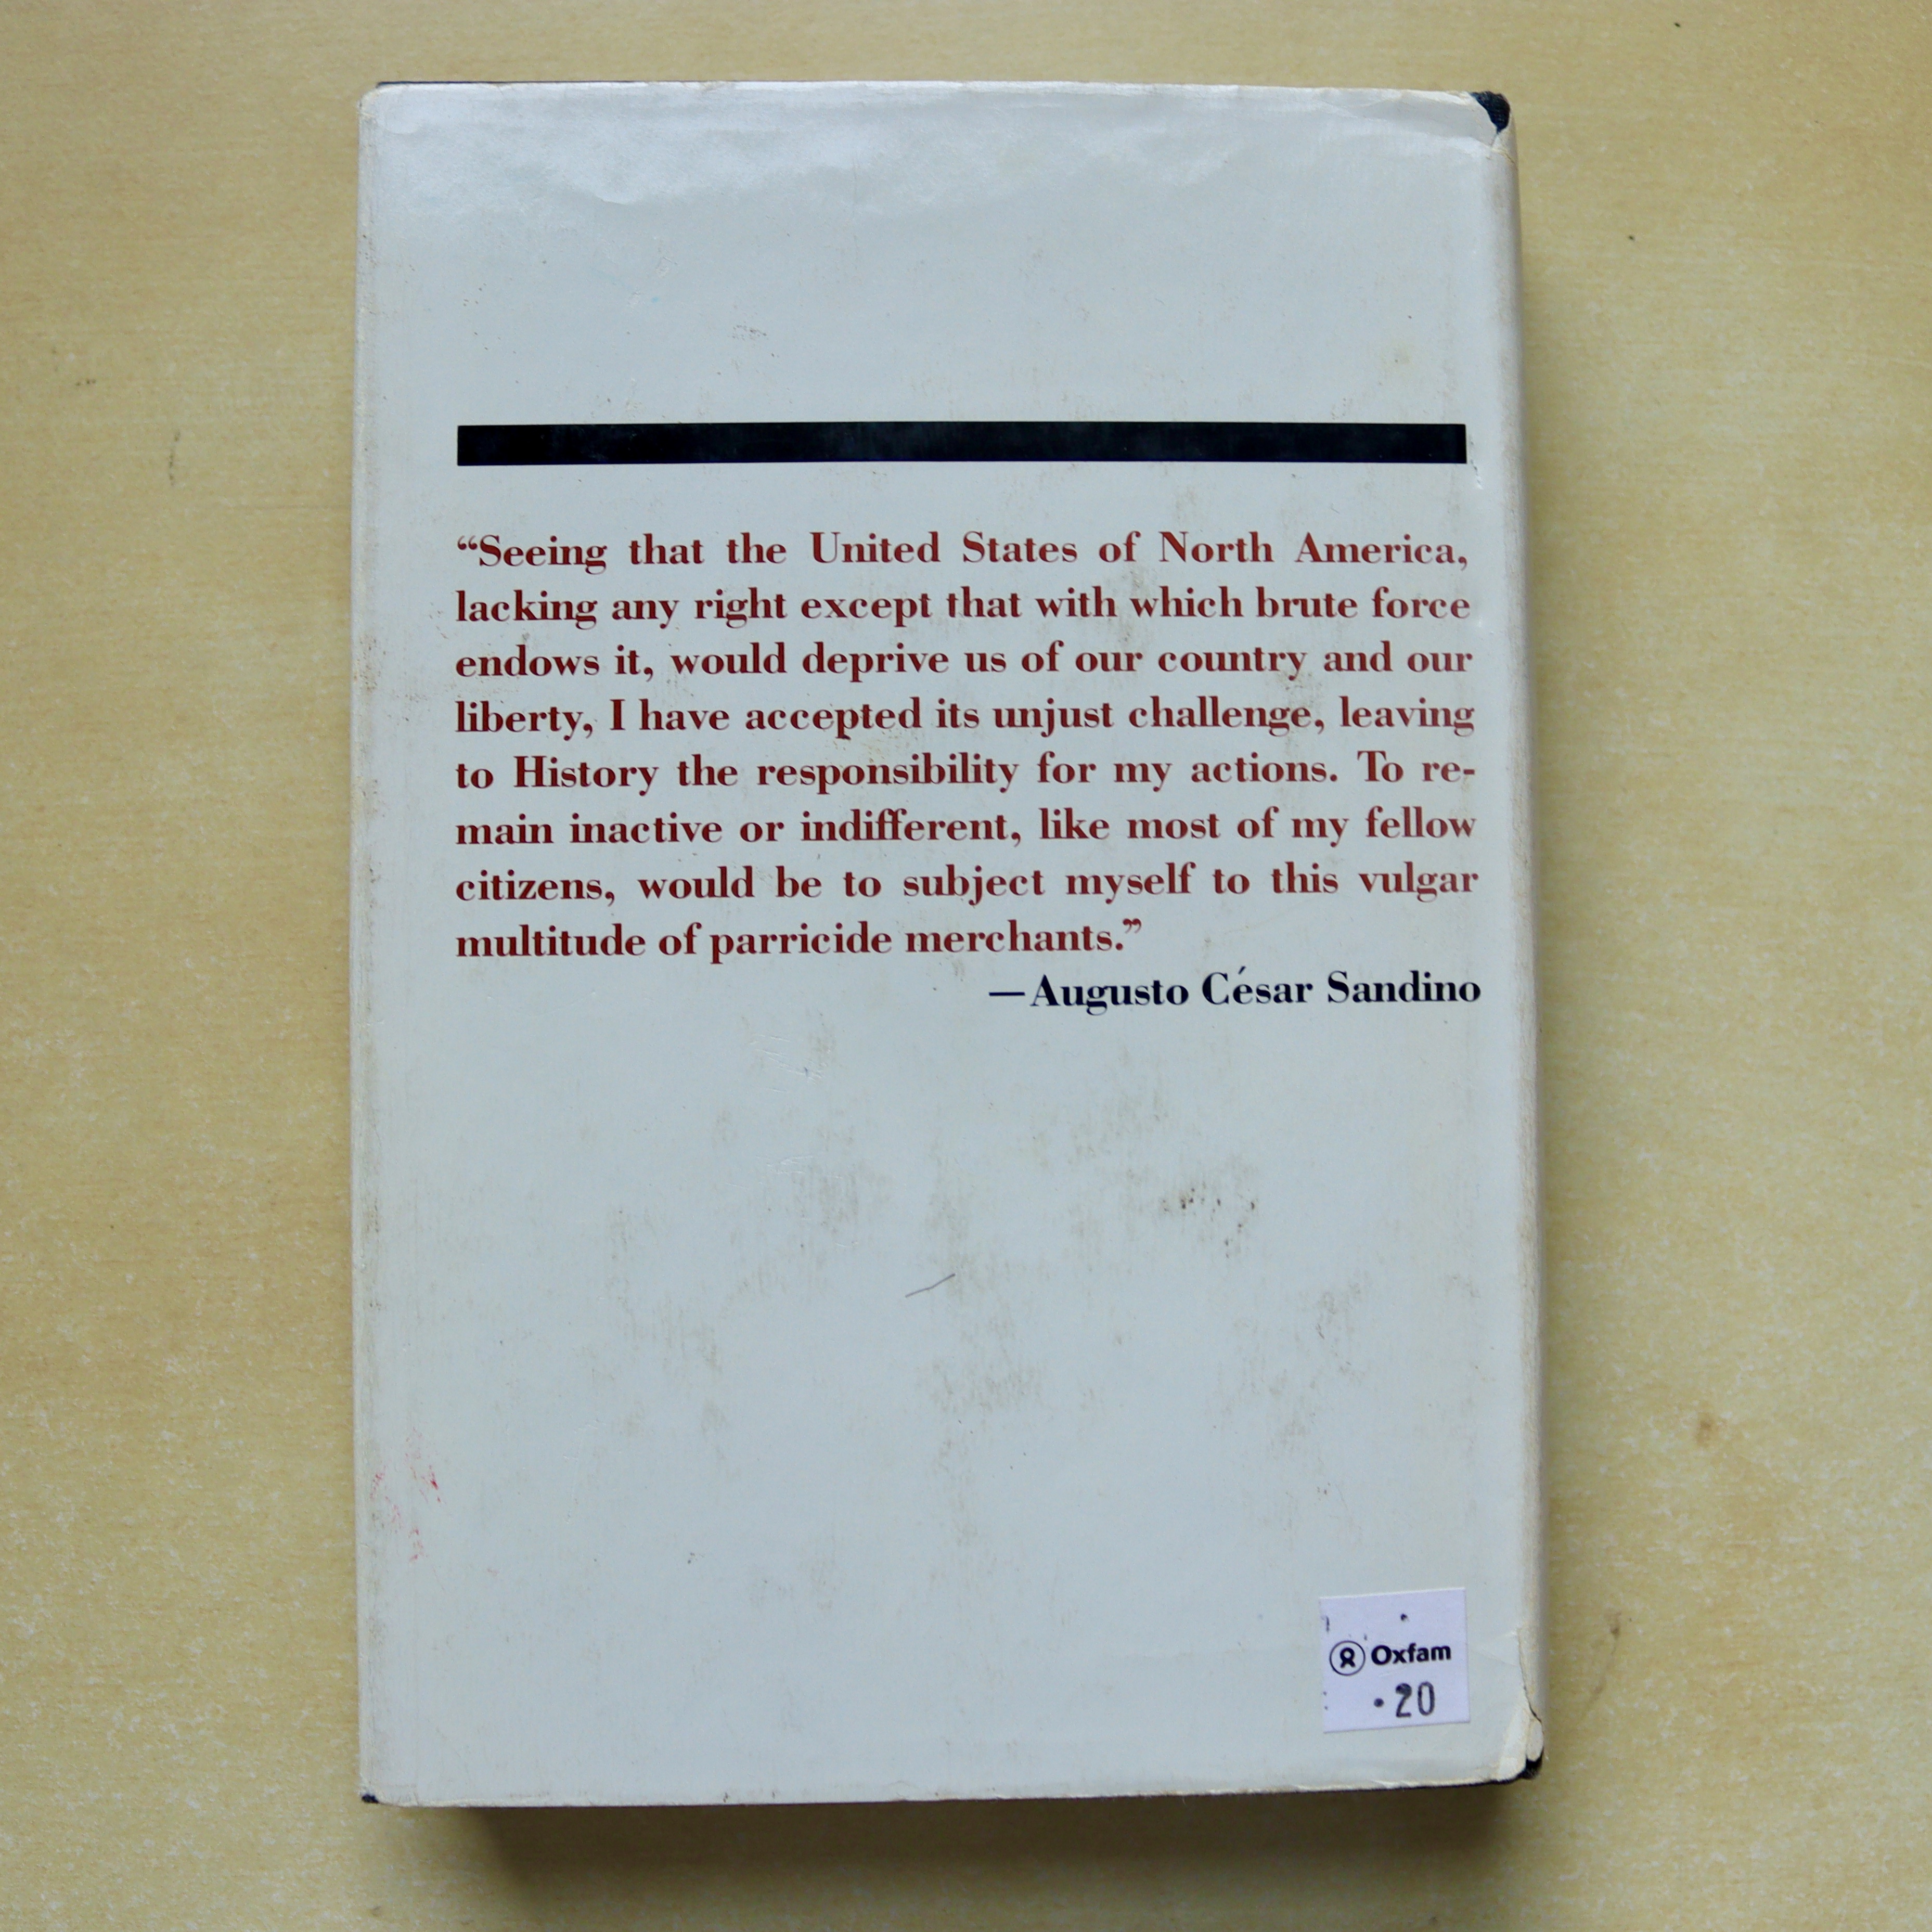 “Seeing that the United States of North America,
lacking any right except that with which brute force
endows it, would deprive us of our country and our
liberty, I have accepted its unjust challenge, leaving
to History the responsibility for my actions. To re-
main inactive or indifferent, like most of my fellow
citizens, would be to subject myself to this vulgar
multitude of parricide merchants.”
—Augusto César Sandino
Oxfam
·20